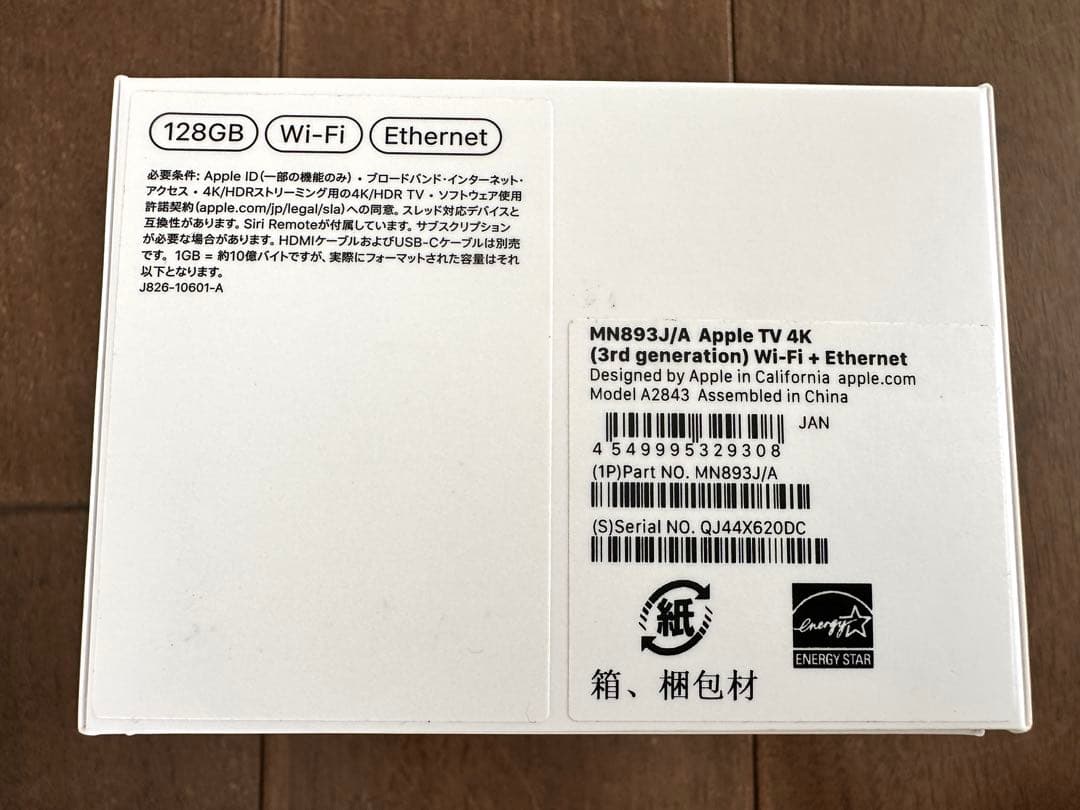 128GB Wi-Fi Ethernet
必要条件: Apple ID(一部の機能のみ)・ブロードバンド・インターネット・
アクセス・4K/HDRストリーミング用の4K/HDR TV・ソフトウェア使用
許諾契約(apple.com/jp/legal/sla)への同意。スレッド対応デバイスと
互換性があります。Siri Remoteが付属しています。サブスクリプション
が必要な場合があります。HDMIケーブルおよびUSB-Cケーブルは別売
です。1GB = 約10億バイトですが、実際にフォーマットされた容量はそれ
以下となります。
J826-10601-A
MN893J/A Apple TV 4K
(3rd generation) Wi-Fi + Ethernet
Designed by Apple in California apple.com
Model A2843 Assembled in China
JAN
4 549995 329308
(1P)Part NO. MN893J/A
(S)Serial NO. QJ44X620DC
紙
energy
ENERGY STAR
箱、梱包材